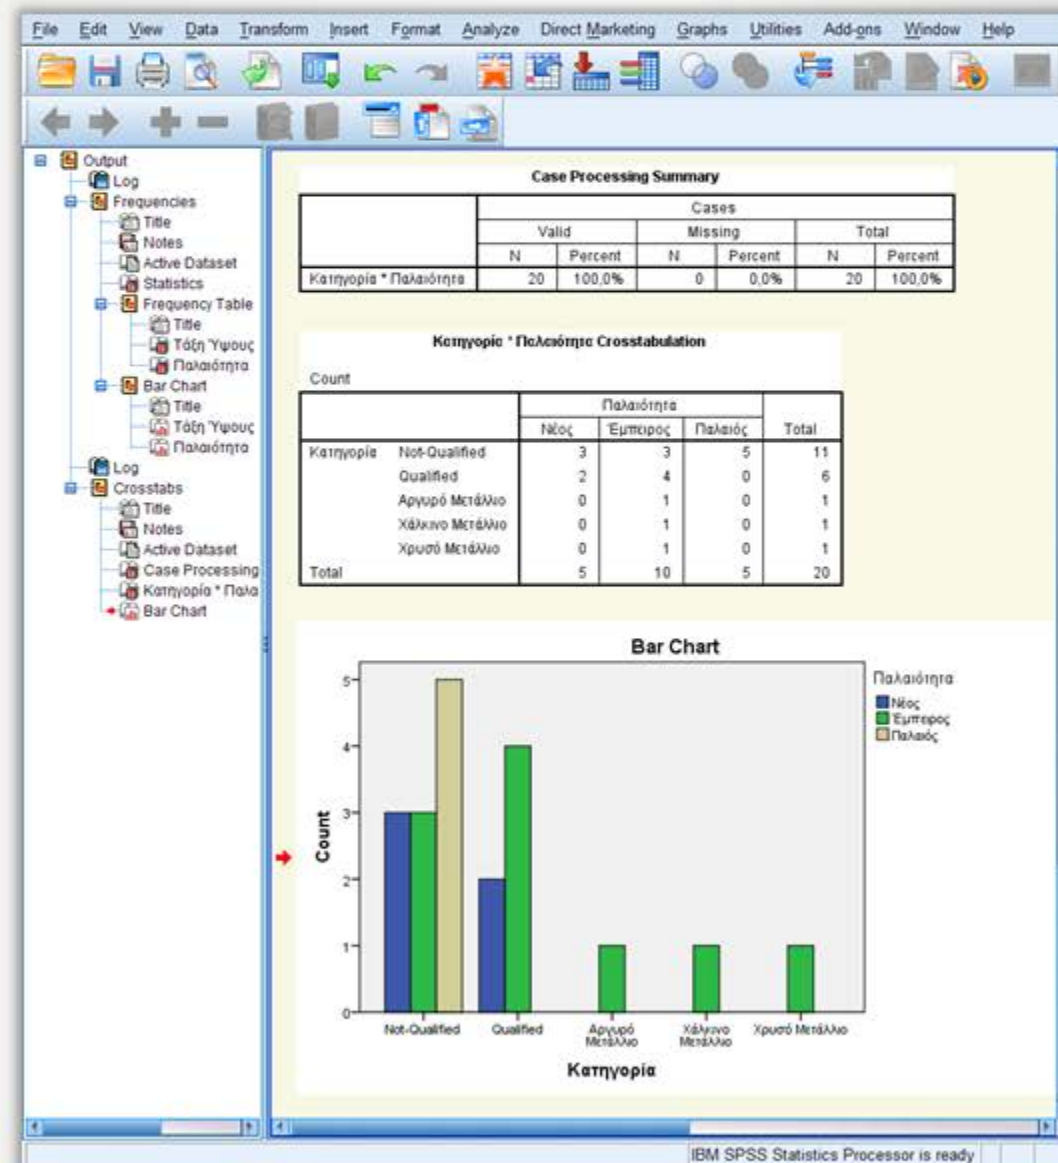 File Edit View Data Transform Insert Format Analyze Direct Marketing Graphs Utilities Add-ons Window Help
Output
Log
Frequencies
Title
Notes
Active Dataset
Statistics
Frequency Table
Title
Τάξη Ύψους
Παλαιότητα
Bar Chart
Title
Τάξη Ύψους
Παλαιότητα
Log
Crosstabs
Title
Notes
Active Dataset
Case Processing
Κατηγορία * Παλα
Bar Chart
Case Processing Summary
Cases
Valid Missing Total
N Percent N Percent N Percent
Κατηγορία * Παλαιότητα 20 100,0% 0 0,0% 20 100,0%
Κατηγορία * Παλαιότητα Crosstabulation
Count
Παλαιότητα
Νέος Έμπειρος Παλαιός Total
Κατηγορία Not-Qualified 3 3 5 11
Qualified 2 4 0 6
Αργυρό Μετάλλιο 0 1 0 1
Χάλκινο Μετάλλιο 0 1 0 1
Χρυσό Μετάλλιο 0 1 0 1
Total 5 10 5 20
Bar Chart
Παλαιότητα
Νέος
Έμπειρος
Παλαιός
5
4
3
2
1
0
Count
Not-Qualified Qualified Αργυρό Μετάλλιο Χάλκινο Μετάλλιο Χρυσό Μετάλλιο
Κατηγορία
IBM SPSS Statistics Processor is ready